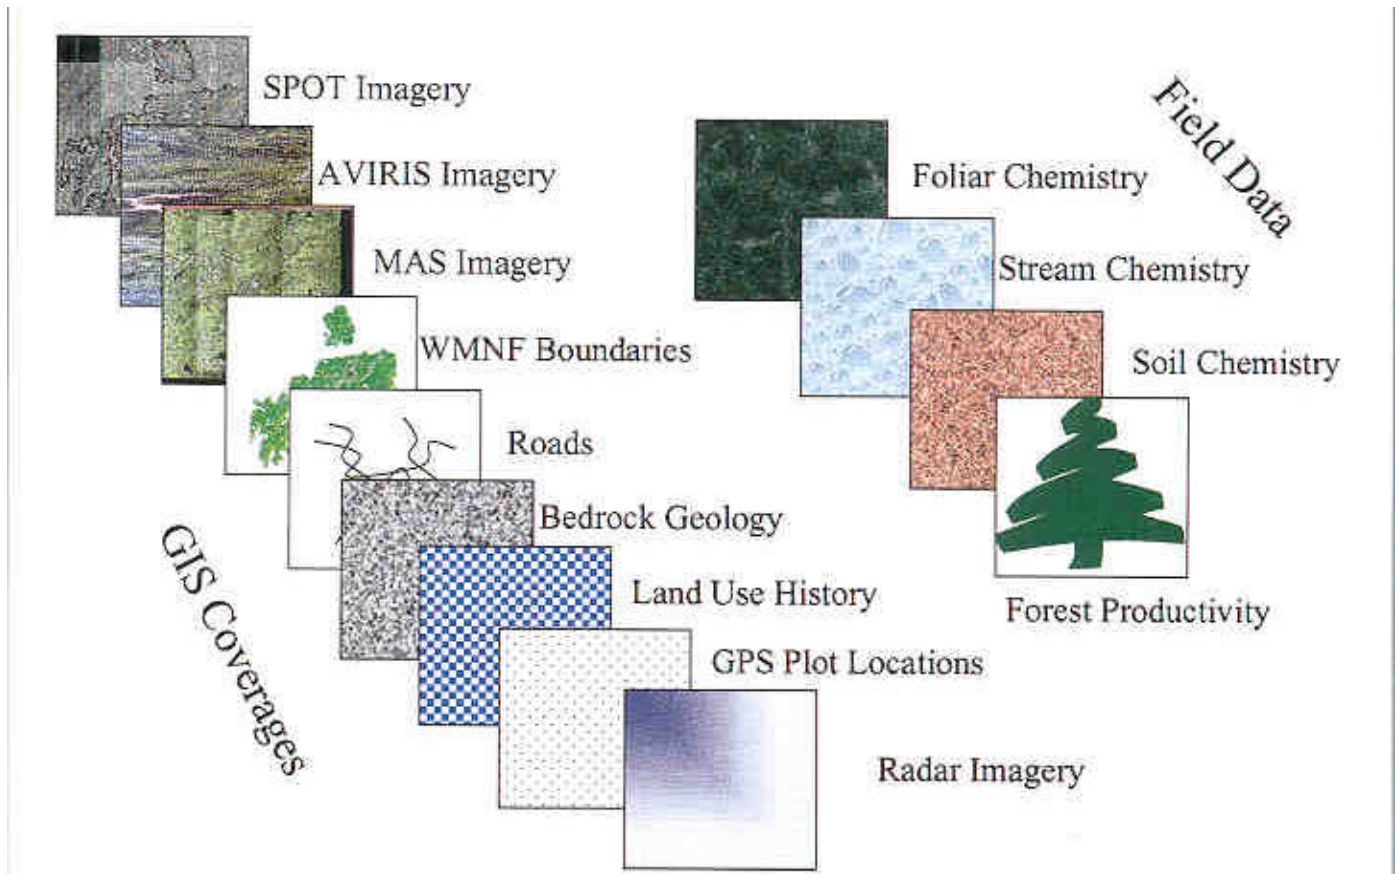 SPOT Imagery
AVIRIS Imagery
MAS Imagery
WMNF Boundaries
Roads
Bedrock Geology
Land Use History
GPS Plot Locations
Radar Imagery
GIS Coverages
Field Data
Foliar Chemistry
Stream Chemistry
Soil Chemistry
Forest Productivity